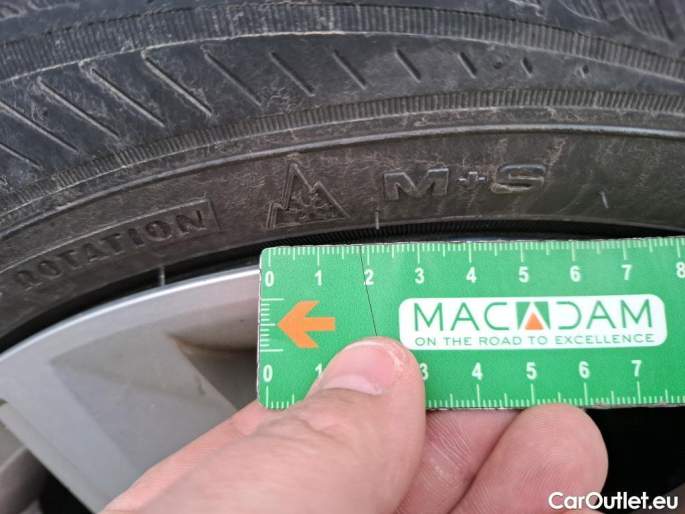 ROTATION M+S
0 1 2 3 4 5 6 7 8
0
MACADAM
ON THE ROAD TO EXCELLENCE
0 1 3 4 5 6 7
CarOutlet.eu